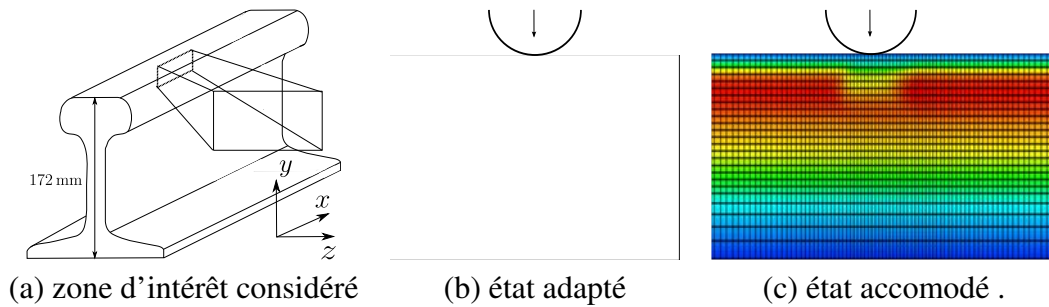 172 mm
y
x
z
(a) zone d'intérêt considéré
(b) état adapté
(c) état accomodé .